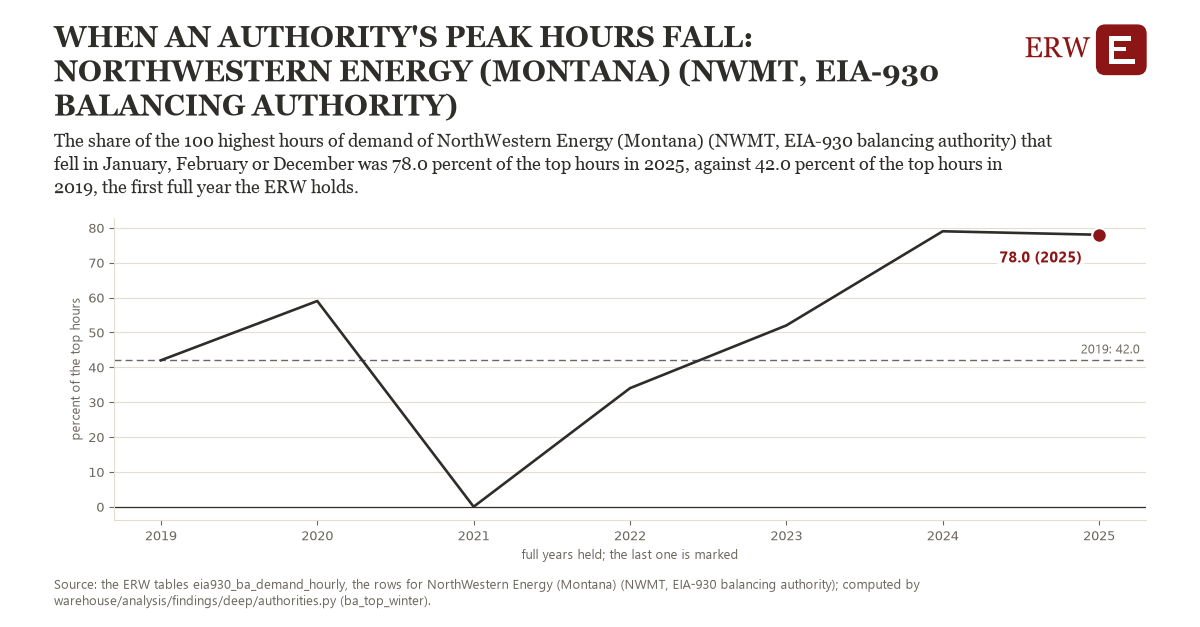 WHEN AN AUTHORITY'S PEAK HOURS FALL:
NORTHWESTERN ENERGY (MONTANA) (NWMT, EIA-930
BALANCING AUTHORITY)
ERW E
The share of the 100 highest hours of demand of NorthWestern Energy (Montana) (NWMT, EIA-930 balancing authority) that
fell in January, February or December was 78.0 percent of the top hours in 2025, against 42.0 percent of the top hours in
2019, the first full year the ERW holds.
80
70
60
50
40
30
20
10
0
percent of the top hours
78.0 (2025)
2019: 42.0
2019 2020 2021 2022 2023 2024 2025
full years held; the last one is marked
Source: the ERW tables eia930_ba_demand_hourly, the rows for NorthWestern Energy (Montana) (NWMT, EIA-930 balancing authority); computed by
warehouse/analysis/findings/deep/authorities.py (ba_top_winter).